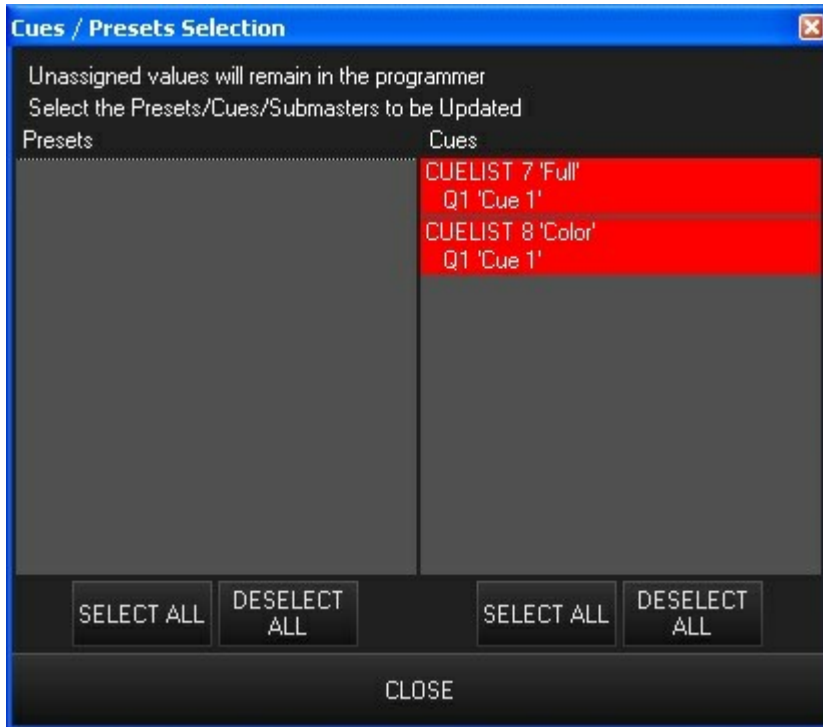 Cues / Presets Selection
Unassigned values will remain in the programmer
Select the Presets/Cues/Submasters to be Updated
Presets
Cues
CUELIST 7 'Full'
Q1 'Cue 1'
CUELIST 8 'Color'
Q1 'Cue 1'
SELECT ALL
DESELECT
ALL
SELECT ALL
DESELECT
ALL
CLOSE